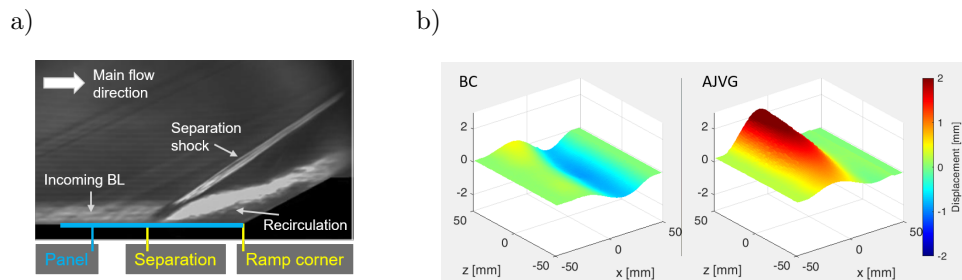 a)
Main flow
direction
Separation
shock
Incoming BL
Recirculation
Panel
Separation
Ramp corner
b)
BC
AJVG
2
0
-2
50
0
-50
z [mm]
-50
0
50
x [mm]
2
0
-2
50
0
-50
z [mm]
-50
0
50
x [mm]
2
1
0
-1
-2
Displacement [mm]